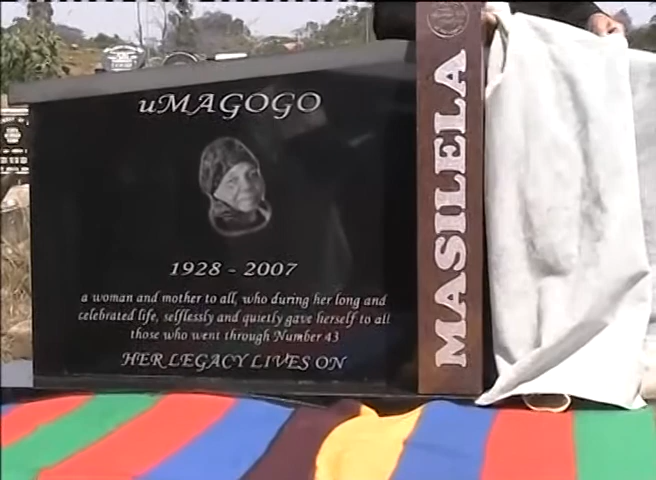 uMAGOGO
1928 - 2007
a woman and mother to all, who during her long and
celebrated life, selflessly and quietly gave herself to all
those who went through Number 43
HER LEGACY LIVES ON
MASILELA